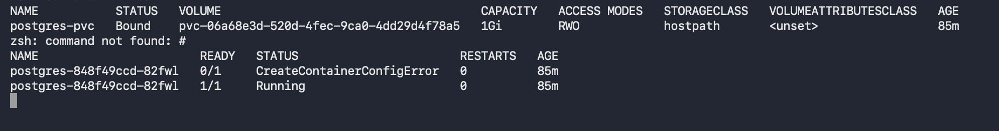 NAME STATUS VOLUME CAPACITY ACCESS MODES STORAGECLASS VOLUMEATTRIBUTESCLASS AGE
postgres-pvc Bound pvc-06a68e3d-520d-4fec-9ca0-4dd29d4f78a5 1Gi RWO hostpath <unset> 85m
zsh: command not found: #
NAME READY STATUS RESTARTS AGE
postgres-848f49ccd-82fwl 0/1 CreateContainerConfigError 0 85m
postgres-848f49ccd-82fwl 1/1 Running 0 85m